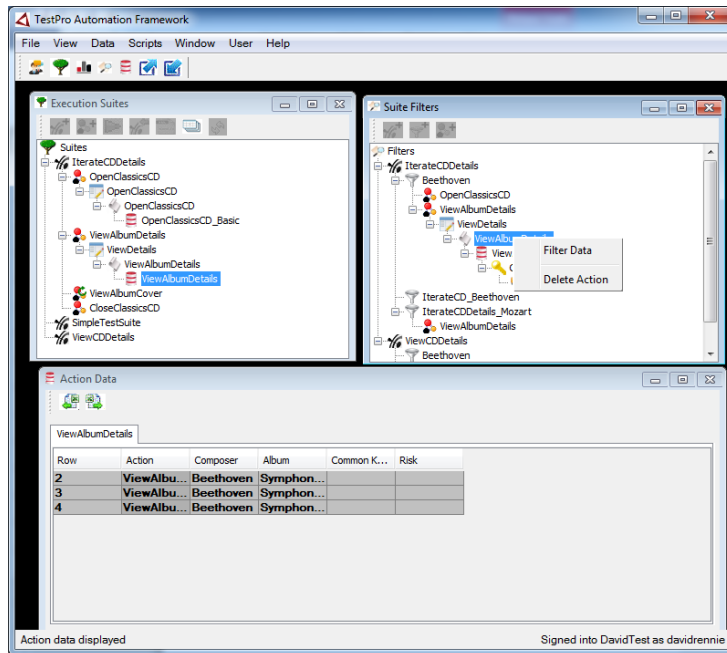 TestPro Automation Framework
File View Data Scripts Window User Help
Execution Suites
Suites
IterateCDDetails
OpenClassicsCD
OpenClassicsCD
OpenClassicsCD
OpenClassicsCD_Basic
ViewAlbumDetails
ViewDetails
ViewAlbumDetails
ViewAlbumDetails
ViewAlbumCover
CloseClassicsCD
SimpleTestSuite
ViewCDDetails
Suite Filters
Filters
IterateCDDetails
Beethoven
OpenClassicsCD
ViewAlbumDetails
ViewDetails
ViewAlbumDetails
View
Filter Data
Delete Action
IterateCD_Beethoven
IterateCDDetails_Mozart
ViewAlbumDetails
ViewCDDetails
Beethoven
Action Data
ViewAlbumDetails
Row Action Composer Album Common K... Risk
2 ViewAlbu... Beethoven Symphon...
3 ViewAlbu... Beethoven Symphon...
4 ViewAlbu... Beethoven Symphon...
Action data displayed Signed into DavidTest as davidrennie